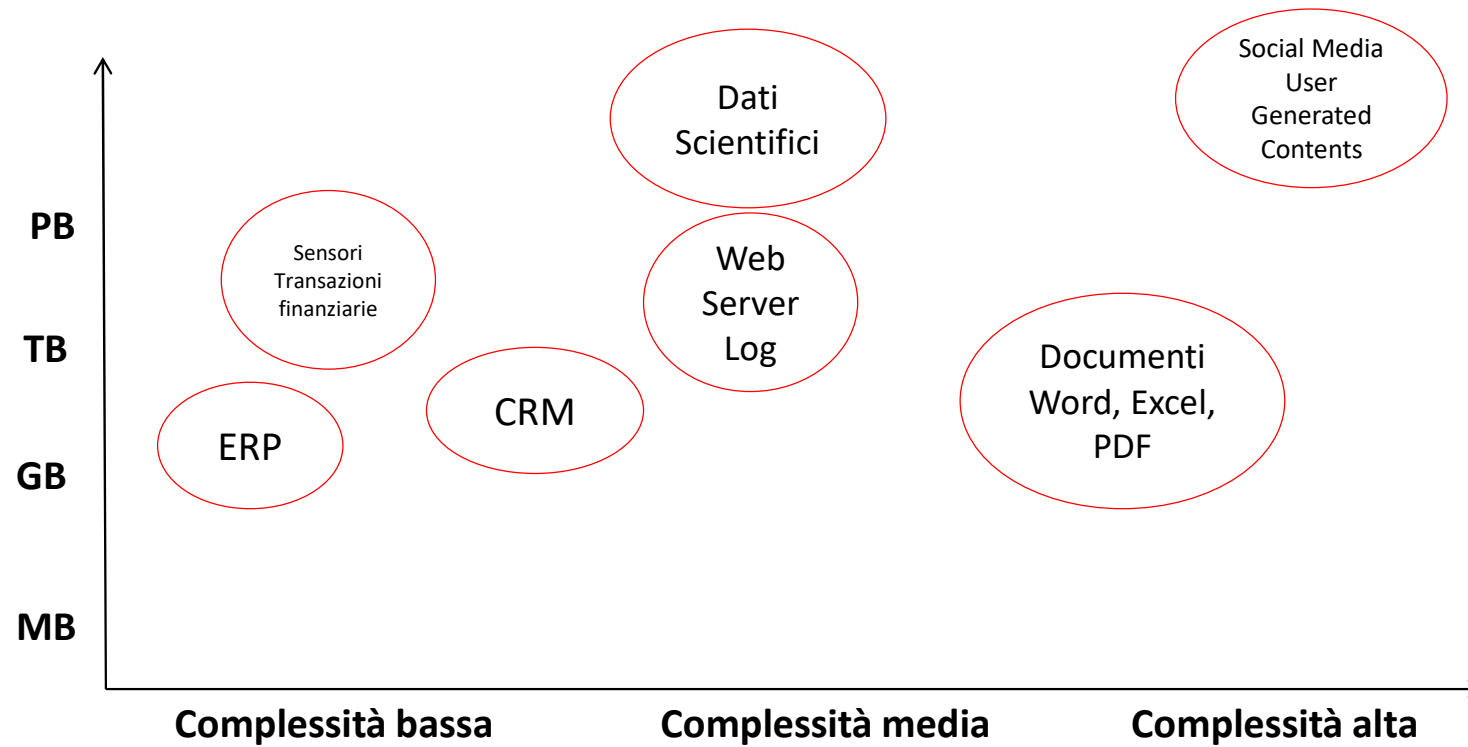 Social Media
User
Generated
Contents
Dati
Scientifici
PB
Sensori
Transazioni
finanziarie
Web
Server
Log
TB
Documenti
Word, Excel,
PDF
CRM
ERP
GB
MB
Complessità bassa
Complessità media
Complessità alta